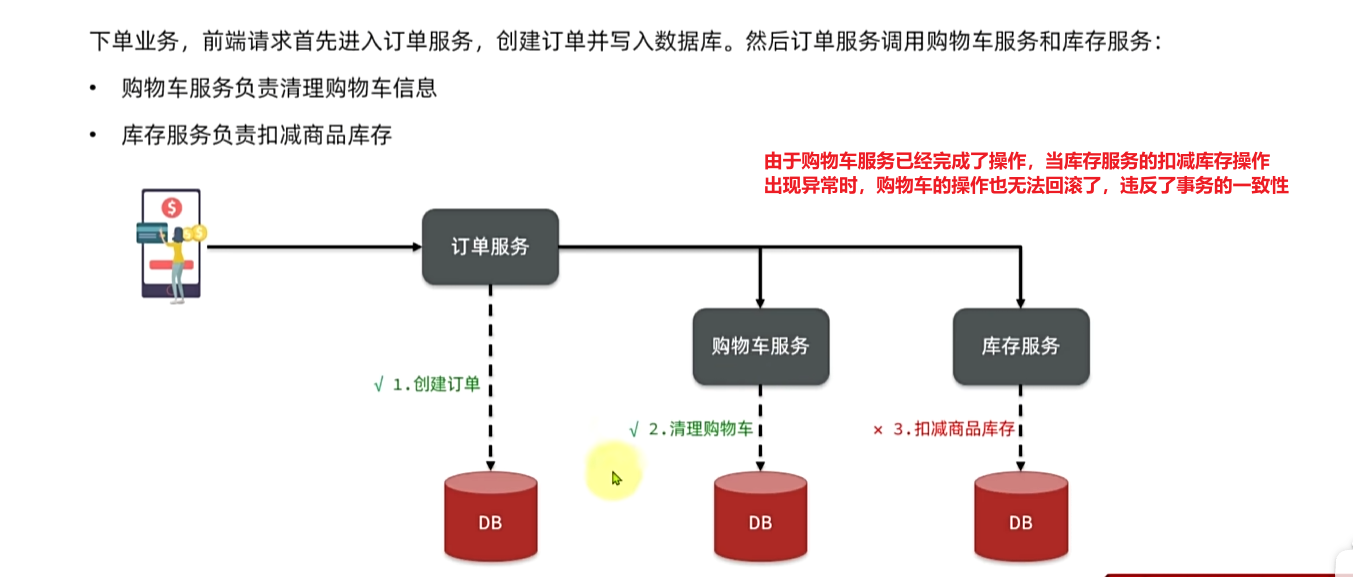 下单业务，前端请求首先进入订单服务，创建订单并写入数据库。然后订单服务调用购物车服务和库存服务：
• 购物车服务负责清理购物车信息
• 库存服务负责扣减商品库存
由于购物车服务已经完成了操作，当库存服务的扣减库存操作
出现异常时，购物车的操作也无法回滚了，违反了事务的一致性
$
$
$
订单服务
购物车服务
库存服务
√ 1.创建订单
√ 2.清理购物车
× 3.扣减商品库存
DB
DB
DB